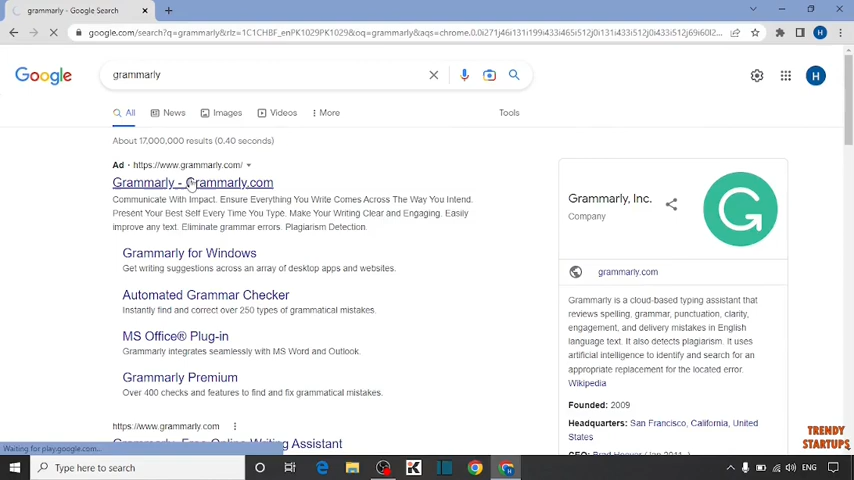 grammarly - Google Search
google.com/search?q=grammarly&rlz=1C1CHBF_enPK1029PK1029&oq=grammarly&aqs=chrome.0.0i271j46i131i199i433i465i512j0i131i433i512j0i131i433i512j69i60l2...
H
Google
grammarly
H
All
News
Images
Videos
More
Tools
About 17,000,000 results (0.40 seconds)
Ad · https://www.grammarly.com/
Grammarly - Grammarly.com
Communicate With Impact. Ensure Everything You Write Comes Across The Way You Intend.
Present Your Best Self Every Time You Type. Make Your Writing Clear and Engaging. Easily
improve any text. Eliminate grammar errors. Plagiarism Detection.
Grammarly for Windows
Get writing suggestions across an array of desktop apps and websites.
Automated Grammar Checker
Instantly find and correct over 250 types of grammatical mistakes.
MS Office® Plug-in
Grammarly integrates seamlessly with MS Word and Outlook.
Grammarly Premium
Over 400 checks and features to find and fix grammatical mistakes.
https://www.grammarly.com
Grammarly: Free Online Writing Assistant
Grammarly, Inc.
Company
grammarly.com
Grammarly is a cloud-based typing assistant that
reviews spelling, grammar, punctuation, clarity,
engagement, and delivery mistakes in English
language text. It also detects plagiarism. It uses
artificial intelligence to identify and search for an
appropriate replacement for the located error.
Wikipedia
Founded: 2009
Headquarters: San Francisco, California, United
States
CEO: Brad Hoover (Jan 2011–)
TRENDY
STARTUPS
Waiting for play.google.com...
Type here to search
K
ENG